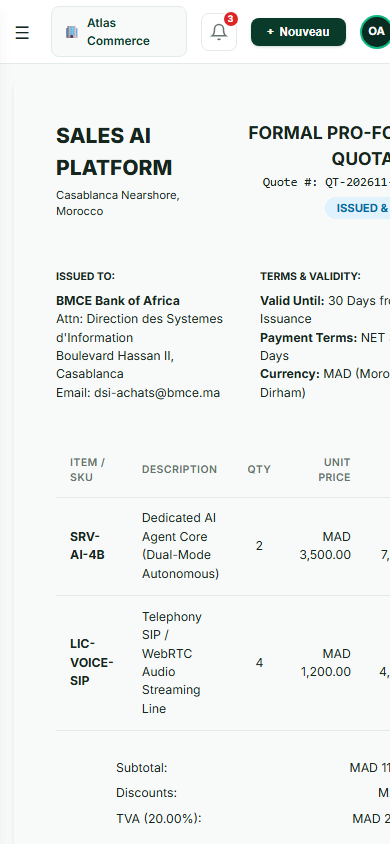 Atlas
Commerce
3
+ Nouveau
OA
SALES AI
PLATFORM
Casablanca Nearshore,
Morocco
FORMAL PRO-FO
QUOTA
Quote #: QT-202611-
ISSUED &
ISSUED TO:
BMCE Bank of Africa
Attn: Direction des Systemes
d'Information
Boulevard Hassan II,
Casablanca
Email: dsi-achats@bmce.ma
TERMS & VALIDITY:
Valid Until: 30 Days fro
Issuance
Payment Terms: NET
Days
Currency: MAD (Moro
Dirham)
ITEM / SKU DESCRIPTION QTY UNIT PRICE
SRV-
AI-4B
Dedicated AI
Agent Core
(Dual-Mode
Autonomous)
2
MAD
3,500.00
7,
LIC-
VOICE-
SIP
Telephony
SIP /
WebRTC
Audio
Streaming
Line
4
MAD
1,200.00
4,
Subtotal: MAD 11
Discounts: M
TVA (20.00%): MAD 2